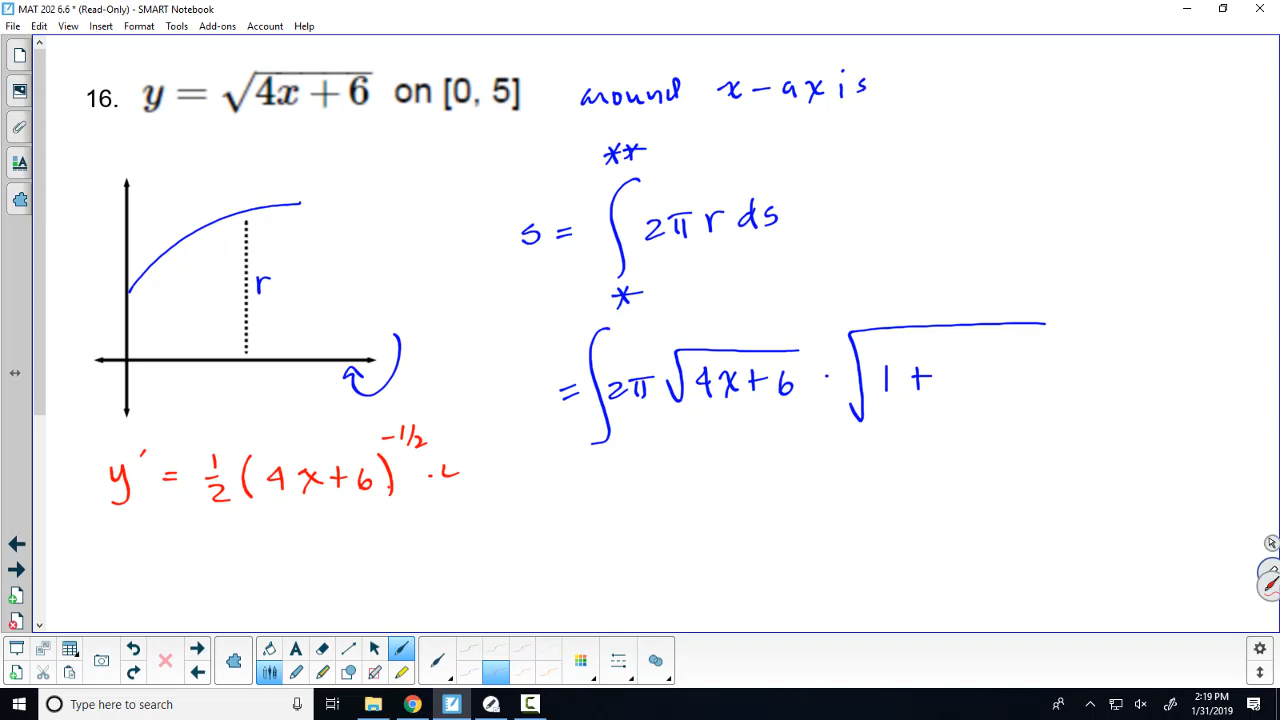 MAT 202 6.6 * (Read-Only) - SMART Notebook
File Edit View Insert Format Tools Add-ons Account Help
16. y = √(4x + 6) on [0, 5] around x-axis
**
s = ∫ 2π r ds
*
r
= ∫ 2π √(4x+6) · √(1 +
y′ = 1/2 (4x+6)^(-1/2) ·
Type here to search
2:19 PM
1/31/2019